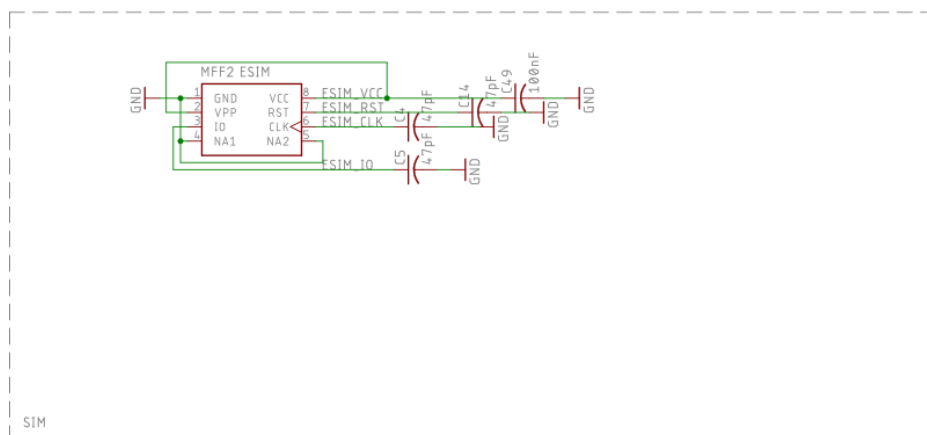 MFF2 ESIM
GND
1 GND VCC 8 ESIM_VCC
2 VPP RST 7 ESIM_RST
3 IO CLK 6 ESIM_CLK
4 NA1 NA2 5
ESIM_IO
C4 47pF
GND
C14 47pF
GND
C49 100nF
GND
C5 47pF
GND
SIM